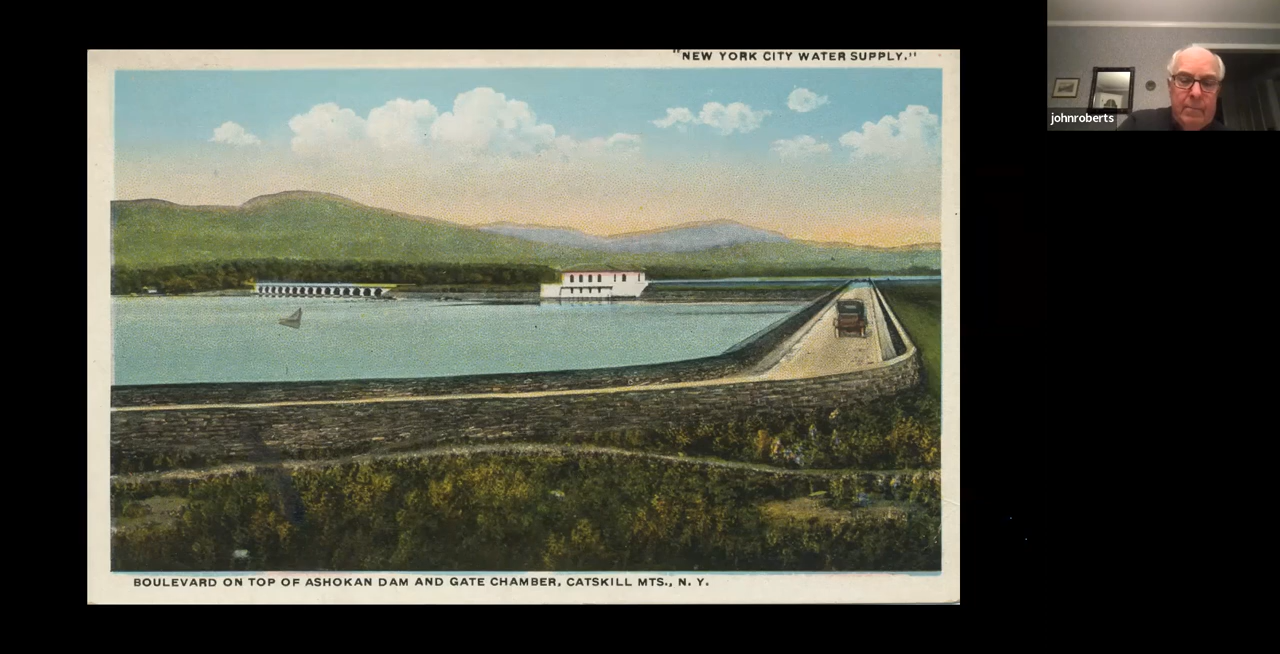 "NEW YORK CITY WATER SUPPLY."
johnroberts
BOULEVARD ON TOP OF ASHOKAN DAM AND GATE CHAMBER, CATSKILL MTS., N. Y.